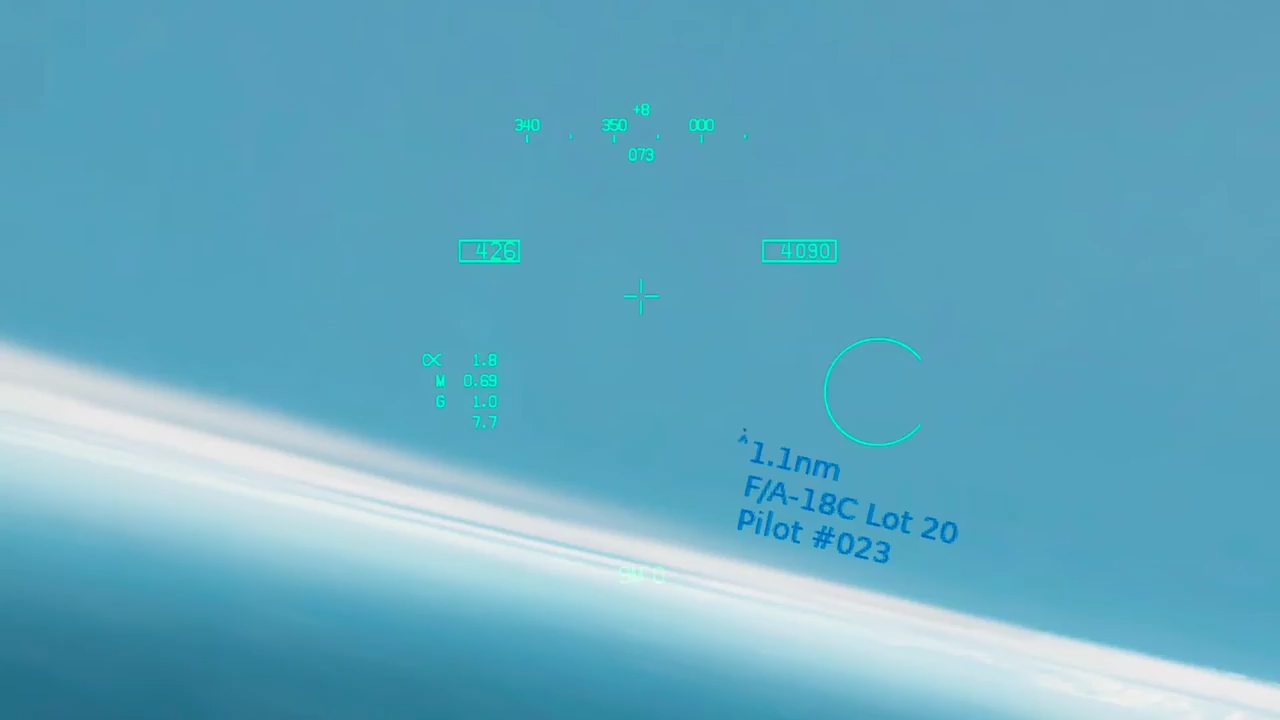 +8
340 350 000
073
426 4090
α 1.8
M 0.69
G 1.0
7.7
1.1nm
F/A-18C Lot 20
Pilot #023